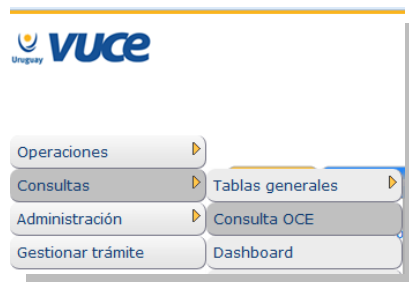 Uruguay vuce
Operaciones
Consultas Tablas generales
Administración Consulta OCE
Gestionar trámite Dashboard